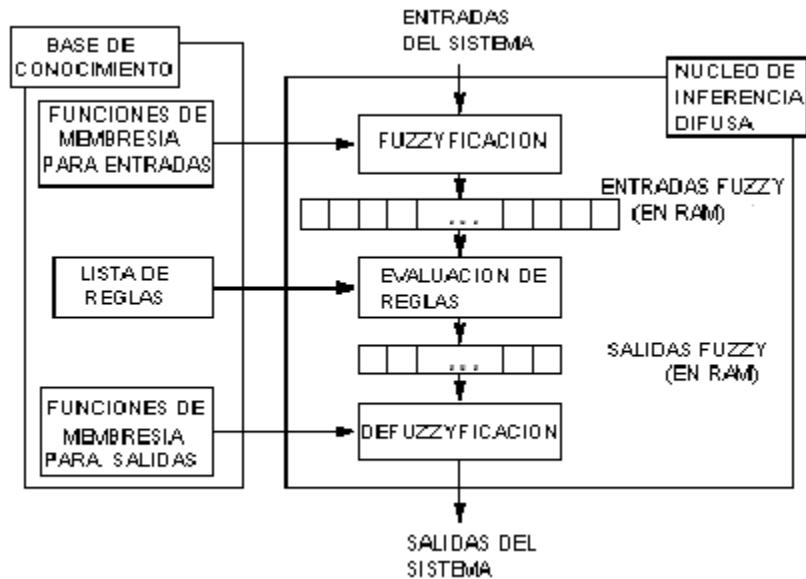 ENTRADAS
DEL SISTEMA
BASE DE
CONOCIMIENTO
NUCLEO DE
INFERENCIA
DIFUSA
FUNCIONES DE
MEMBRESIA
PARA ENTRADAS
FUZZYFICACION
ENTRADAS FUZZY
(EN RAM)
...
LISTA DE
REGLAS
EVALUACION DE
REGLAS
SALIDAS FUZZY
(EN RAM)
...
FUNCIONES DE
MEMBRESIA
PARA. SALIDAS
DEFUZZYFICACION
SALIDAS DEL
SISTEMA